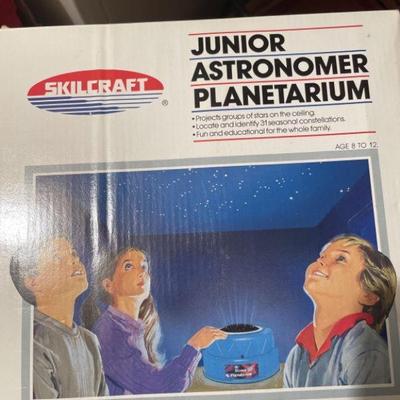 SKILCRAFT
®
JUNIOR
ASTRONOMER
PLANETARIUM
• Projects groups of stars on the ceiling.
• Locate and identify 31 seasonal constellations.
• Fun and educational for the whole family.
AGE 8 TO 12.